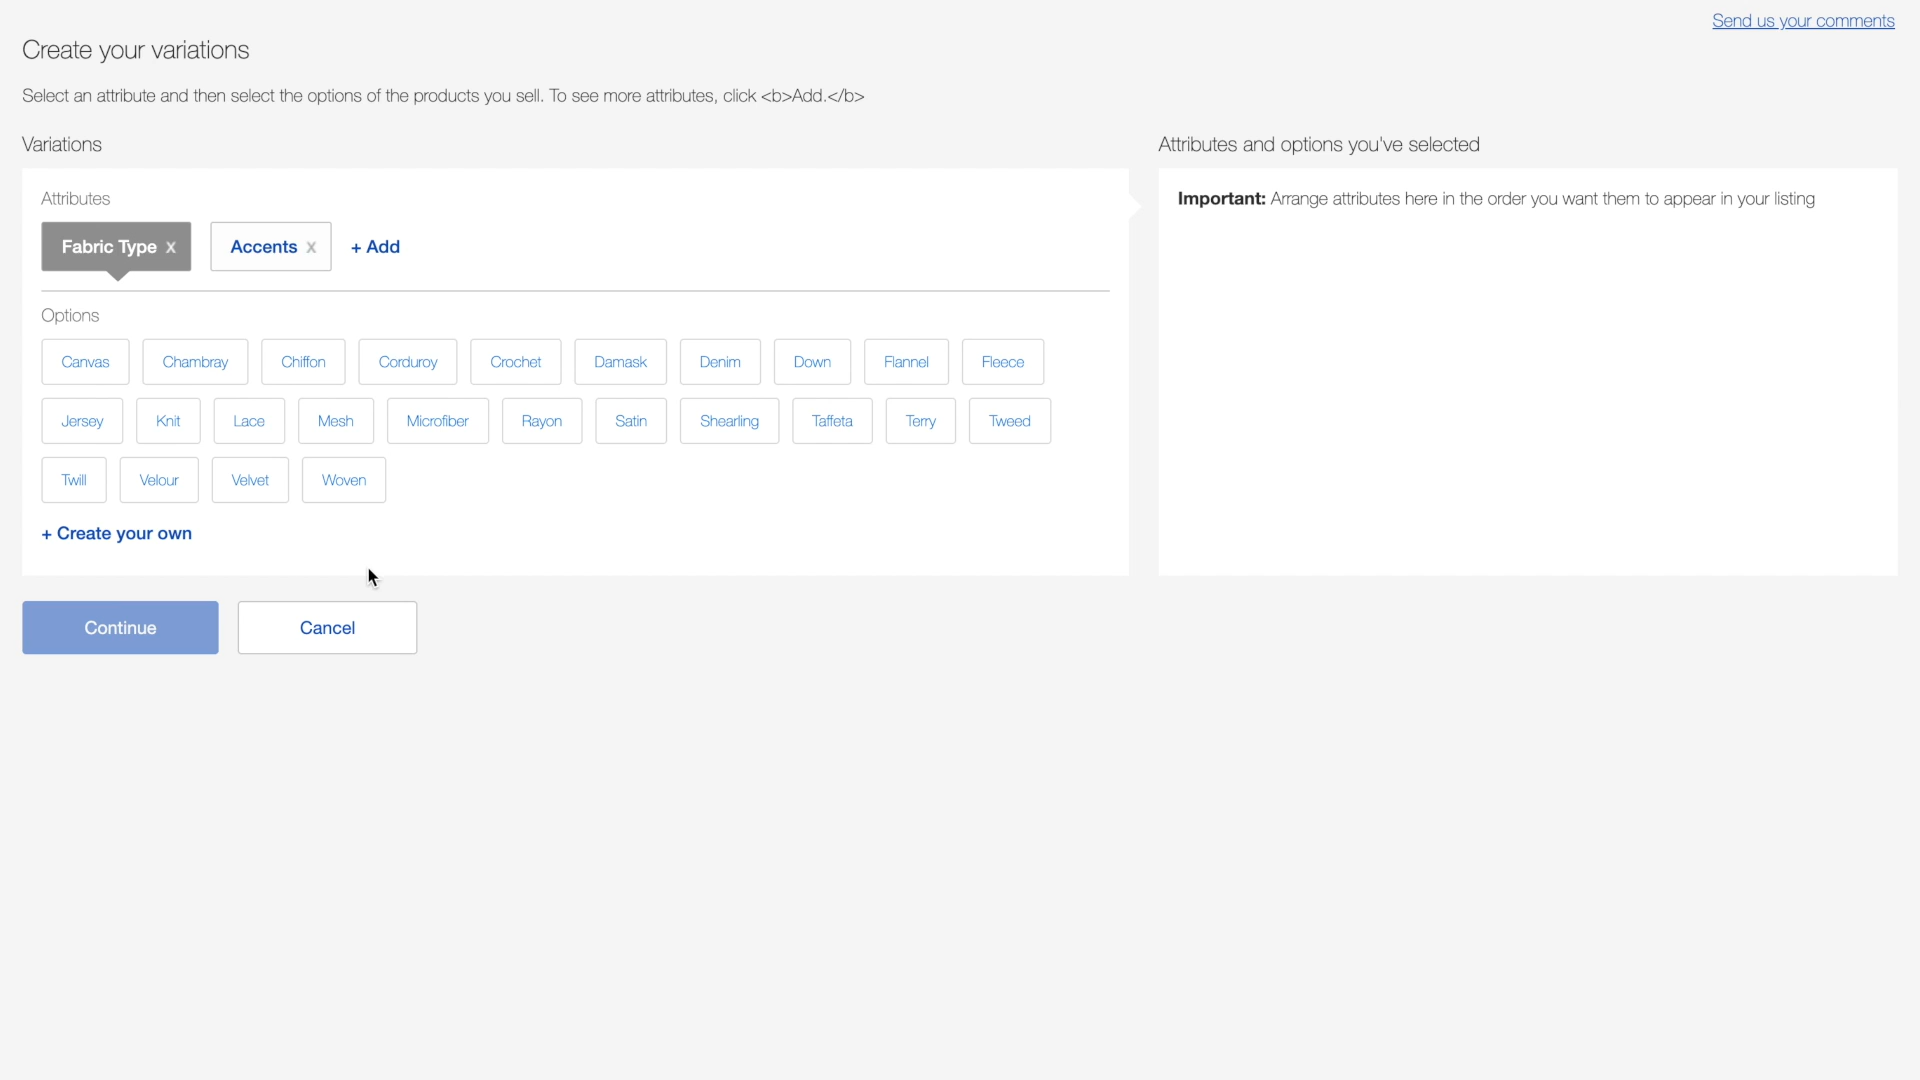 Send us your comments
Create your variations
Select an attribute and then select the options of the products you sell. To see more attributes, click <b>Add.</b>
Variations
Attributes and options you've selected
Attributes
Important: Arrange attributes here in the order you want them to appear in your listing
Fabric Type x Accents x + Add
Options
Canvas Chambray Chiffon Corduroy Crochet Damask Denim Down Flannel Fleece
Jersey Knit Lace Mesh Microfiber Rayon Satin Shearling Taffeta Terry Tweed
Twill Velour Velvet Woven
+ Create your own
Continue Cancel